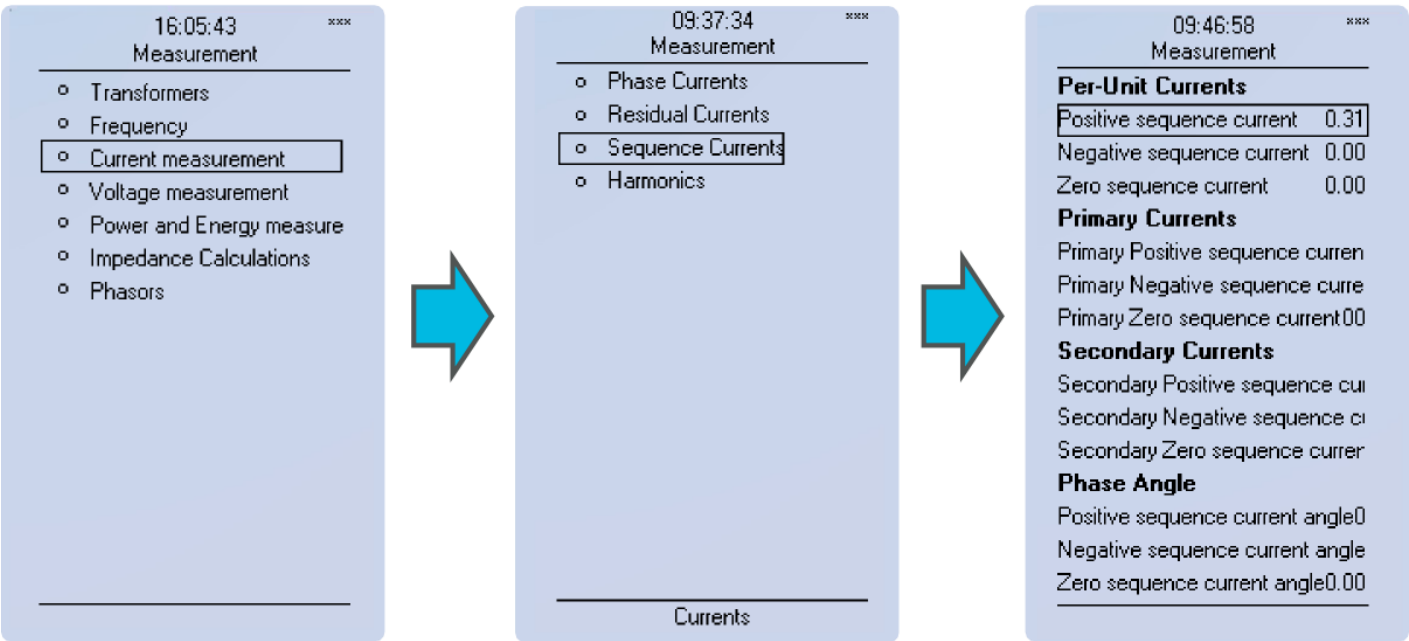 16:05:43 ***
Measurement
Transformers
Frequency
Current measurement
Voltage measurement
Power and Energy measure
Impedance Calculations
Phasors
09:37:34 ***
Measurement
Phase Currents
Residual Currents
Sequence Currents
Harmonics
Currents
09:46:58 ***
Measurement
Per-Unit Currents
Positive sequence current 0.31
Negative sequence current 0.00
Zero sequence current 0.00
Primary Currents
Primary Positive sequence curren
Primary Negative sequence curre
Primary Zero sequence current00
Secondary Currents
Secondary Positive sequence cu
Secondary Negative sequence c
Secondary Zero sequence curren
Phase Angle
Positive sequence current angle0
Negative sequence current angle
Zero sequence current angle0.00